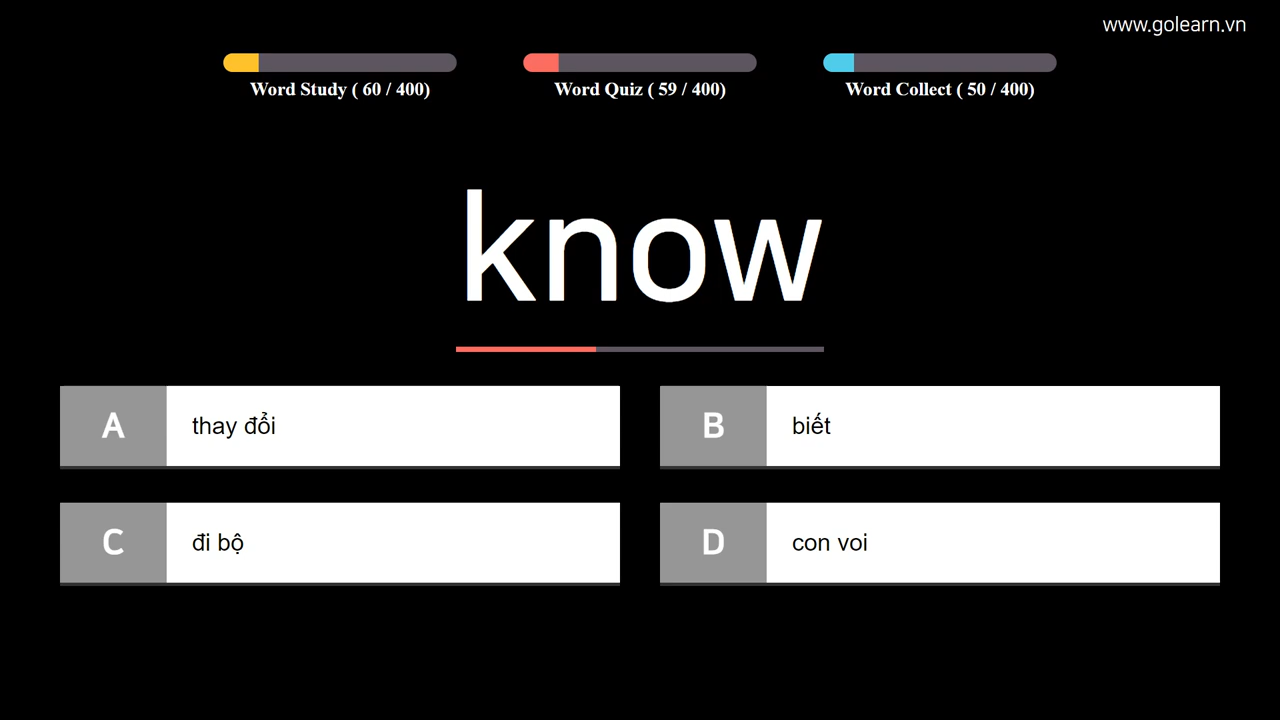 www.golearn.vn
Word Study ( 60 / 400)
Word Quiz ( 59 / 400)
Word Collect ( 50 / 400)
know
A thay đổi
B biết
C đi bộ
D con voi